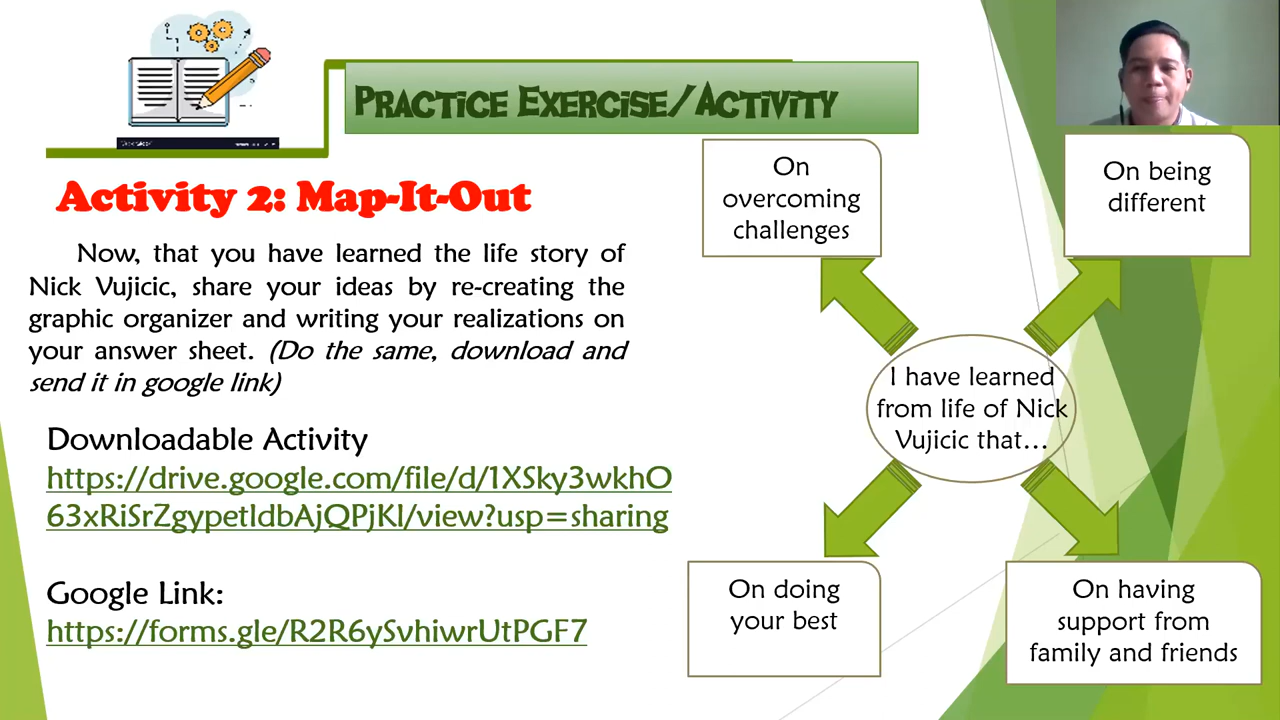 PRACTICE EXERCISE/ACTIVITY
Activity 2: Map-It-Out
Now, that you have learned the life story of
Nick Vujicic, share your ideas by re-creating the
graphic organizer and writing your realizations on
your answer sheet. (Do the same, download and
send it in google link)
Downloadable Activity
https://drive.google.com/file/d/1XSky3wkhO
63xRiSrZgypetIdbAjQPjKl/view?usp=sharing
Google Link:
https://forms.gle/R2R6ySvhiwrUtPGF7
On
overcoming
challenges
On being
different
I have learned
from life of Nick
Vujicic that...
On doing
your best
On having
support from
family and friends